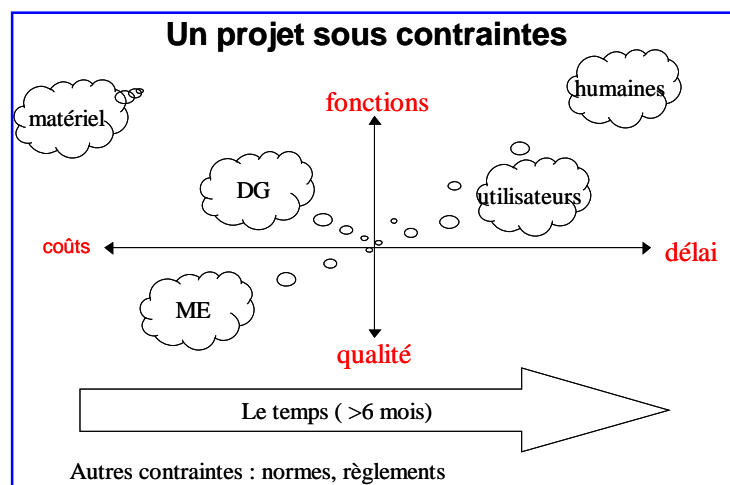 Un projet sous contraintes
humaines
matériel
fonctions
DG
utilisateurs
coûts
délai
ME
qualité
Le temps ( >6 mois)
Autres contraintes : normes, règlements